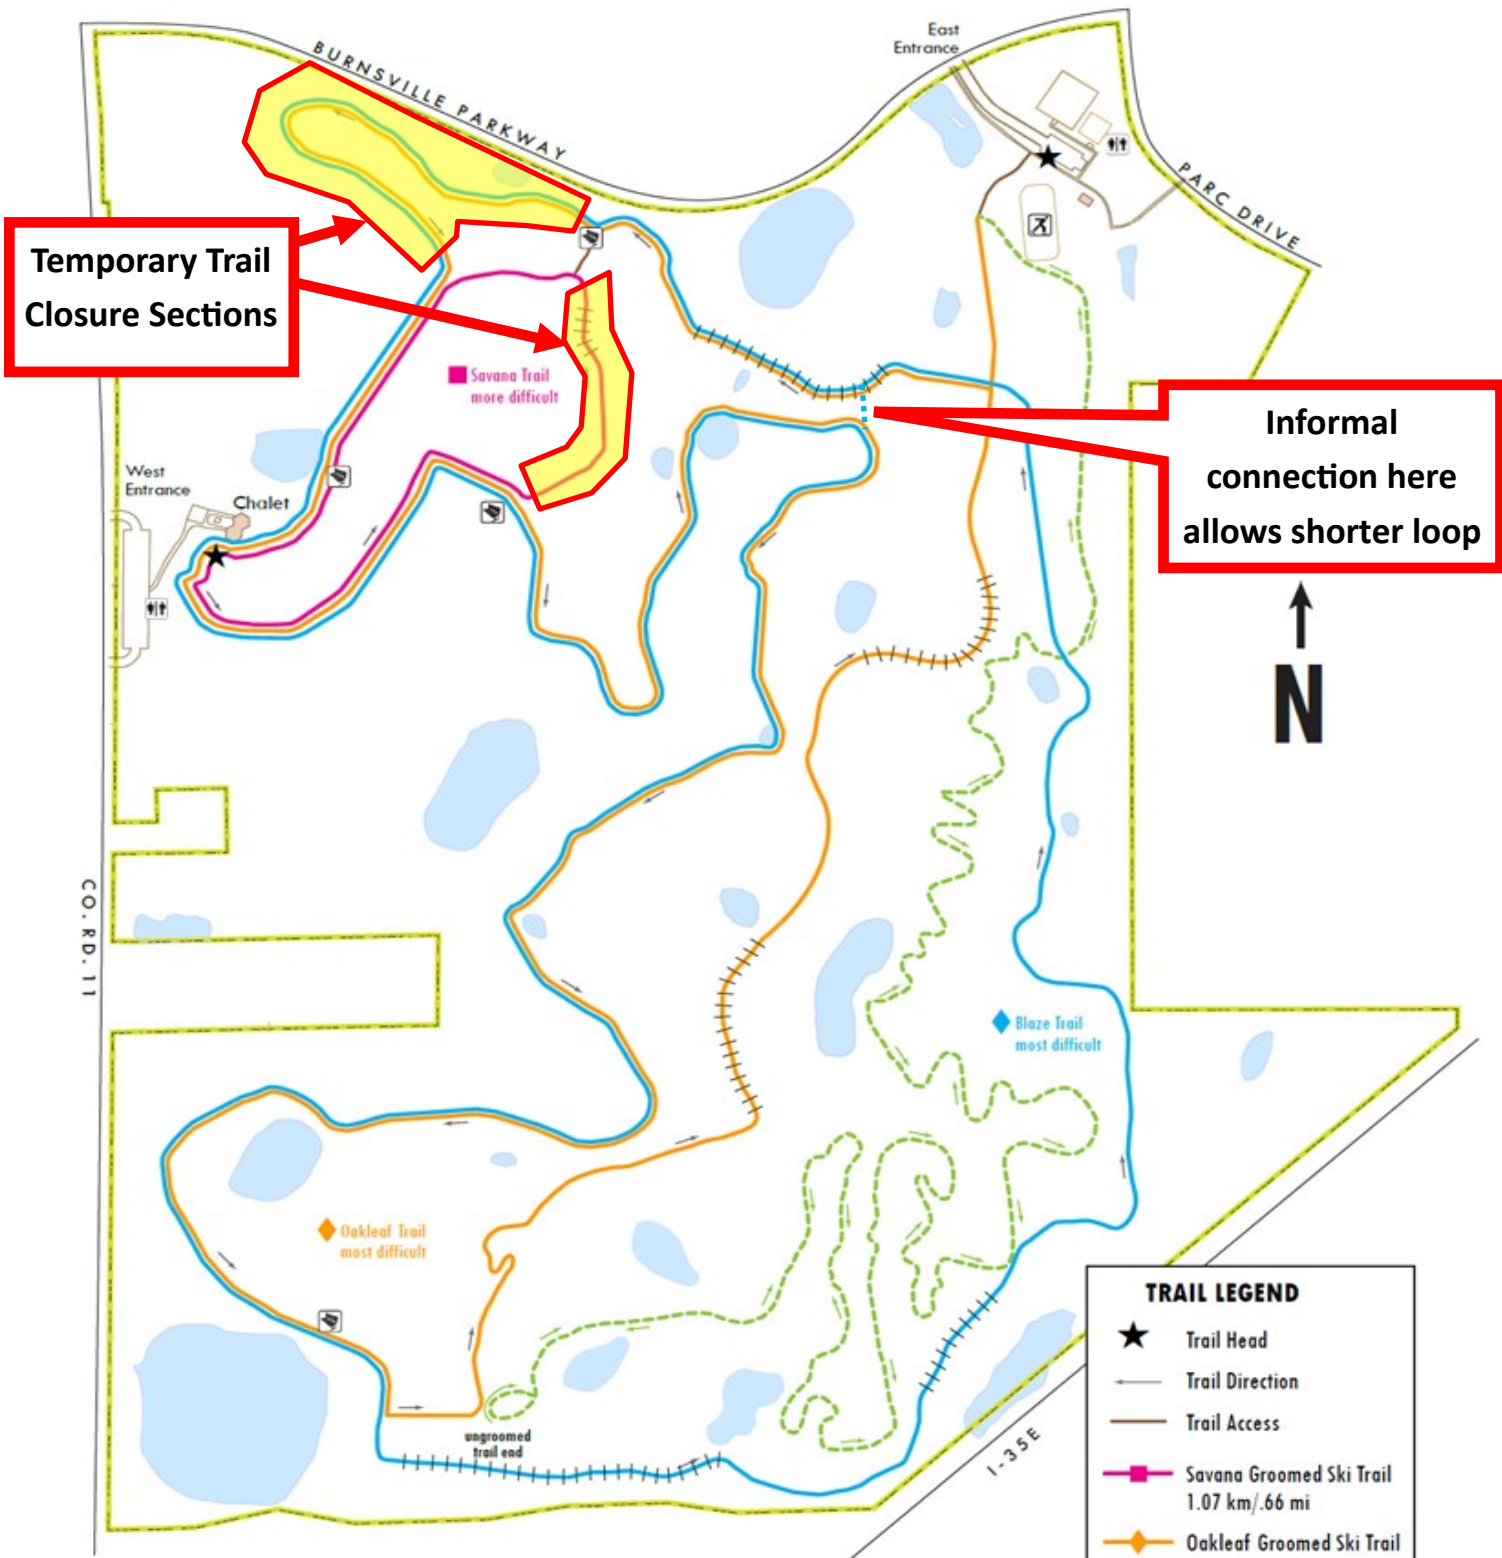 East
Entrance
BURNSVILLE PARKWAY
PARC DRIVE
Temporary Trail
Closure Sections
Savana Trail
more difficult
Informal
connection here
allows shorter loop
West
Entrance
Chalet
N
CO. RD. 11
Blaze Trail
most difficult
Oakleaf Trail
most difficult
ungroomed
trail end
I-35E
TRAIL LEGEND
Trail Head
Trail Direction
Trail Access
Savana Groomed Ski Trail
1.07 km/.66 mi
Oakleaf Groomed Ski Trail